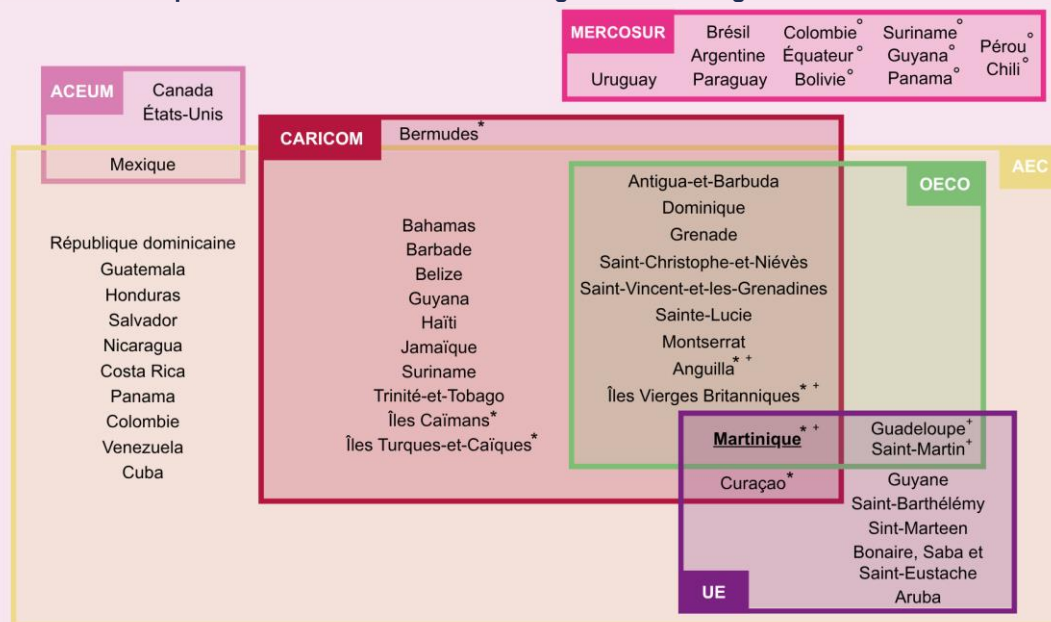 MERCOSUR
Brésil
Colombie°
Suriname°
Argentine
Équateur°
Guyana°
Pérou°
Uruguay
Paraguay
Bolivie°
Panama°
Chili°
ACEUM
Canada
États-Unis
Mexique
CARICOM
Bermudes*
AEC
OECO
République dominicaine
Guatemala
Honduras
Salvador
Nicaragua
Costa Rica
Panama
Colombie
Venezuela
Cuba
Bahamas
Barbade
Belize
Guyana
Haïti
Jamaïque
Suriname
Trinité-et-Tobago
Îles Caïmans*
Îles Turques-et-Caïques*
Antigua-et-Barbuda
Dominique
Grenade
Saint-Christophe-et-Niévès
Saint-Vincent-et-les-Grenadines
Sainte-Lucie
Montserrat
Anguilla* +
Îles Vierges Britanniques* +
Martinique* +
Guadeloupe+
Saint-Martin+
Curaçao*
Guyane
Saint-Barthélémy
Sint-Marteen
Bonaire, Saba et
Saint-Eustache
Aruba
UE